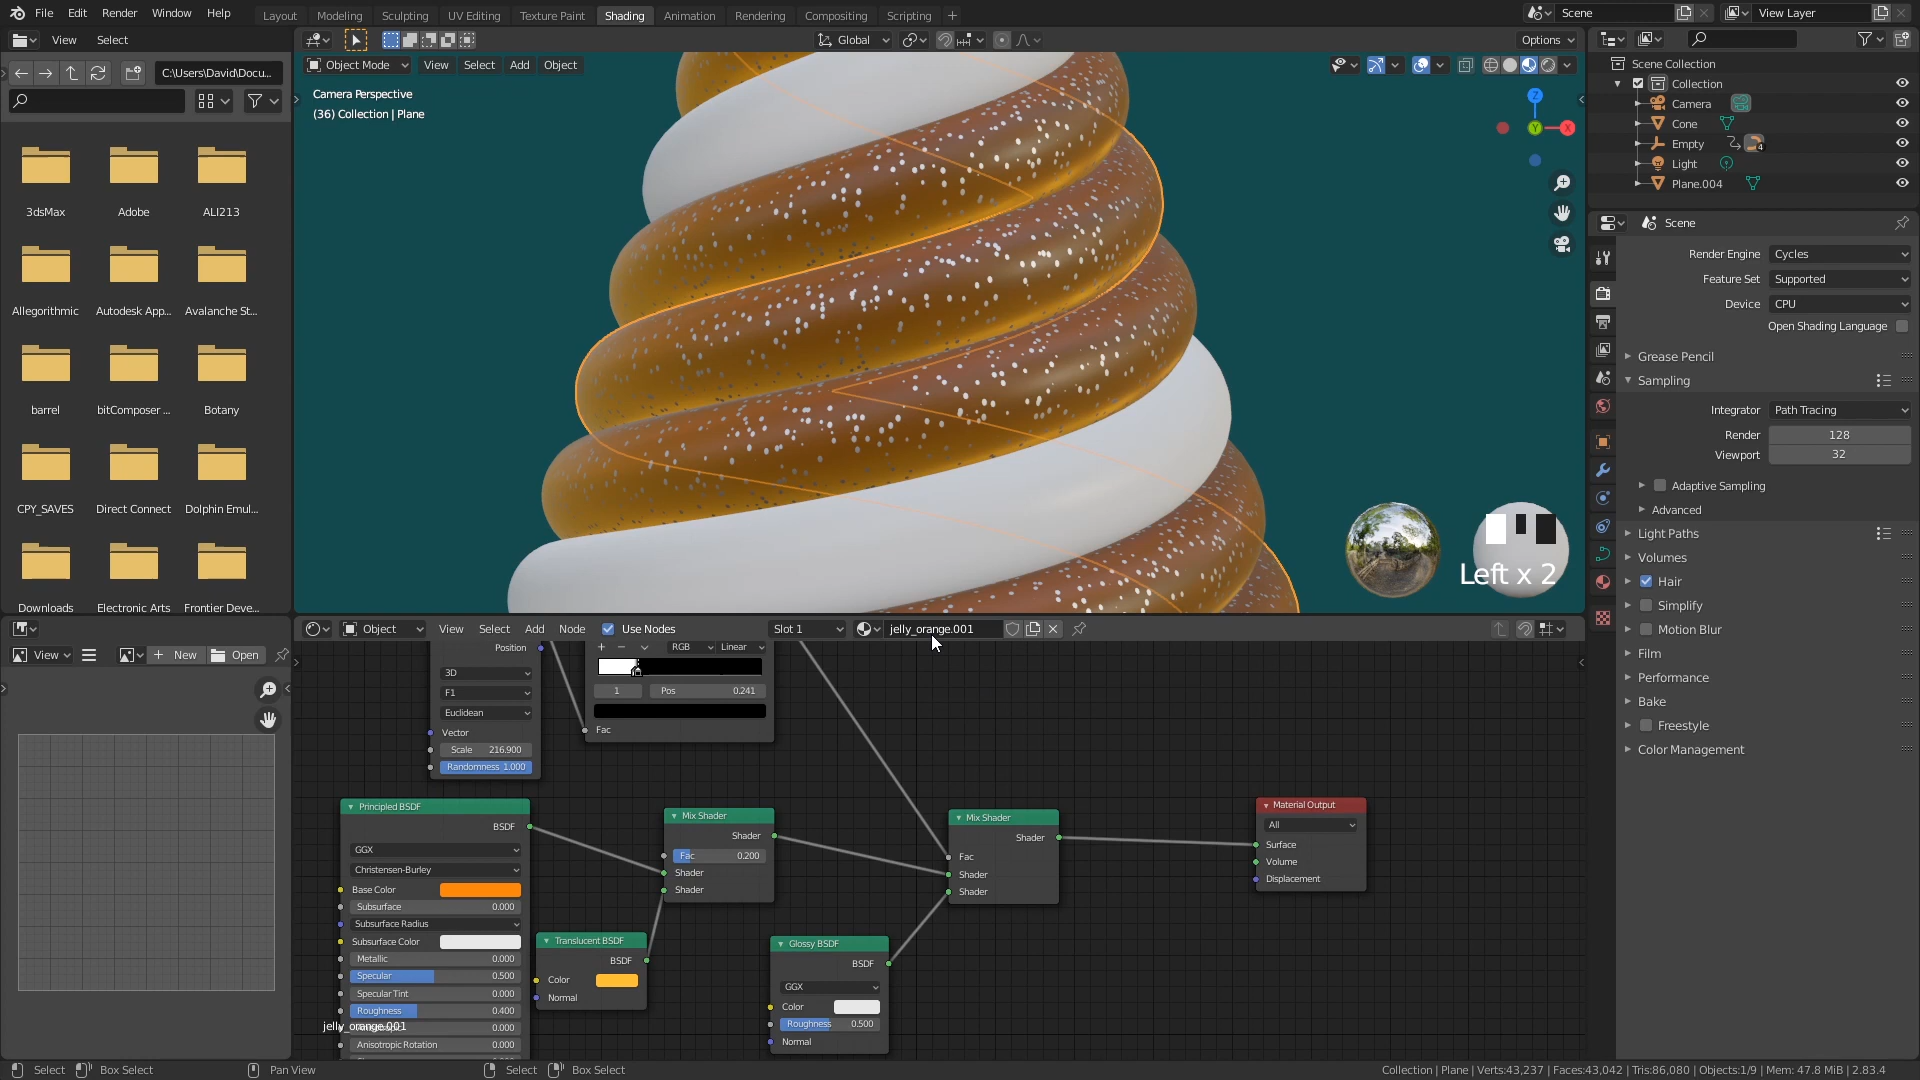 File Edit Render Window Help Layout Modeling Sculpting UV Editing Texture Paint Shading Animation Rendering Compositing Scripting + Scene View Layer
View Select
Global Options
C:\Users\David\Docu...
Object Mode View Select Add Object
Camera Perspective
(36) Collection | Plane
Z
Y
X
3dsMax Adobe ALI213
Allegorithmic Autodesk App... Avalanche St...
barrel bitComposer ... Botany
CPY_SAVES Direct Connect Dolphin Emul...
Downloads Electronic Arts Frontier Deve...
Left x 2
Scene Collection
Collection
Camera
Cone
Empty
4
Light
Plane.004
Scene
Render Engine Cycles
Feature Set Supported
Device CPU
Open Shading Language
Grease Pencil
Sampling
Integrator Path Tracing
Render 128
Viewport 32
Adaptive Sampling
Advanced
Light Paths
Volumes
Hair
Simplify
Motion Blur
Film
Performance
Bake
Freestyle
Color Management
Object View Select Add Node Use Nodes Slot 1 jelly_orange.001
View New Open
Position
3D
F1
Euclidean
Vector
Scale 216.900
Randomness 1.000
+ − RGB Linear
1 Pos 0.241
Fac
Principled BSDF
BSDF
GGX
Christensen-Burley
Base Color
Subsurface 0.000
Subsurface Radius
Subsurface Color
Metallic 0.000
Specular 0.500
Specular Tint 0.000
Roughness 0.400
0.000
Anisotropic Rotation 0.000
jelly_orange.001
Mix Shader
Shader
Fac 0.200
Shader
Shader
Translucent BSDF
BSDF
Color
Normal
Glossy BSDF
BSDF
GGX
Color
Roughness 0.500
Normal
Mix Shader
Shader
Fac
Shader
Shader
Material Output
All
Surface
Volume
Displacement
Select Box Select Pan View Select Box Select Collection | Plane | Verts:43,237 | Faces:43,042 | Tris:86,080 | Objects:1/9 | Mem: 47.8 MiB | 2.83.4